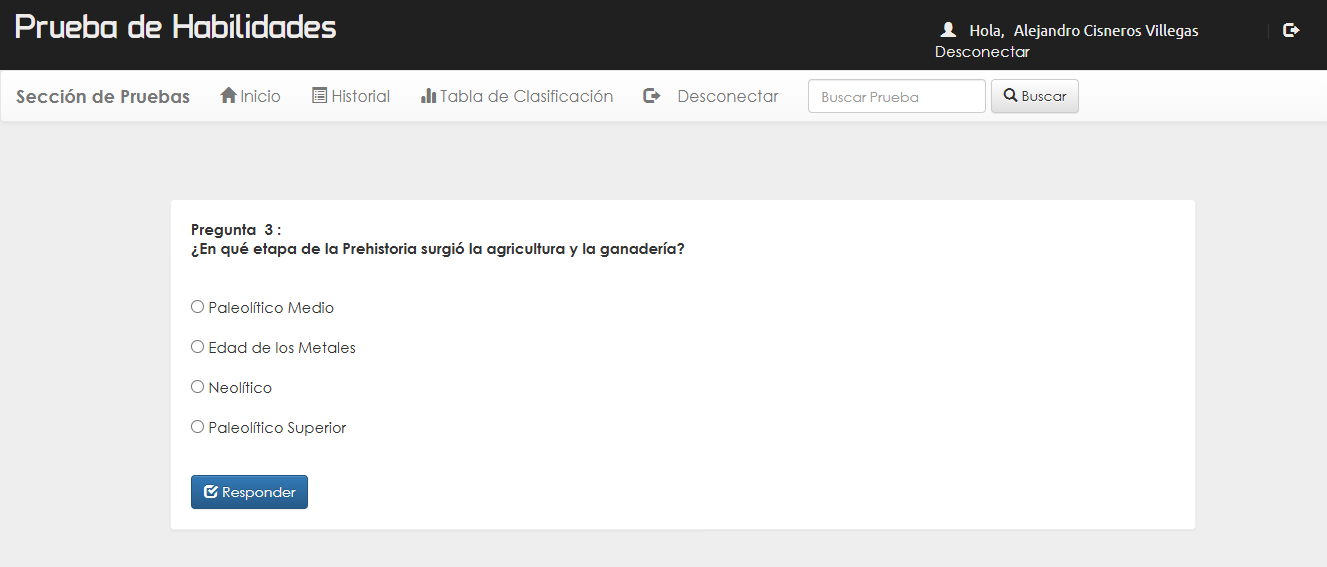 Prueba de Habilidades
Hola, Alejandro Cisneros Villegas
Desconectar
Sección de Pruebas Inicio Historial Tabla de Clasificación Desconectar Buscar Prueba Buscar
Pregunta 3 :
¿En qué etapa de la Prehistoria surgió la agricultura y la ganadería?
Paleolítico Medio
Edad de los Metales
Neolítico
Paleolítico Superior
Responder